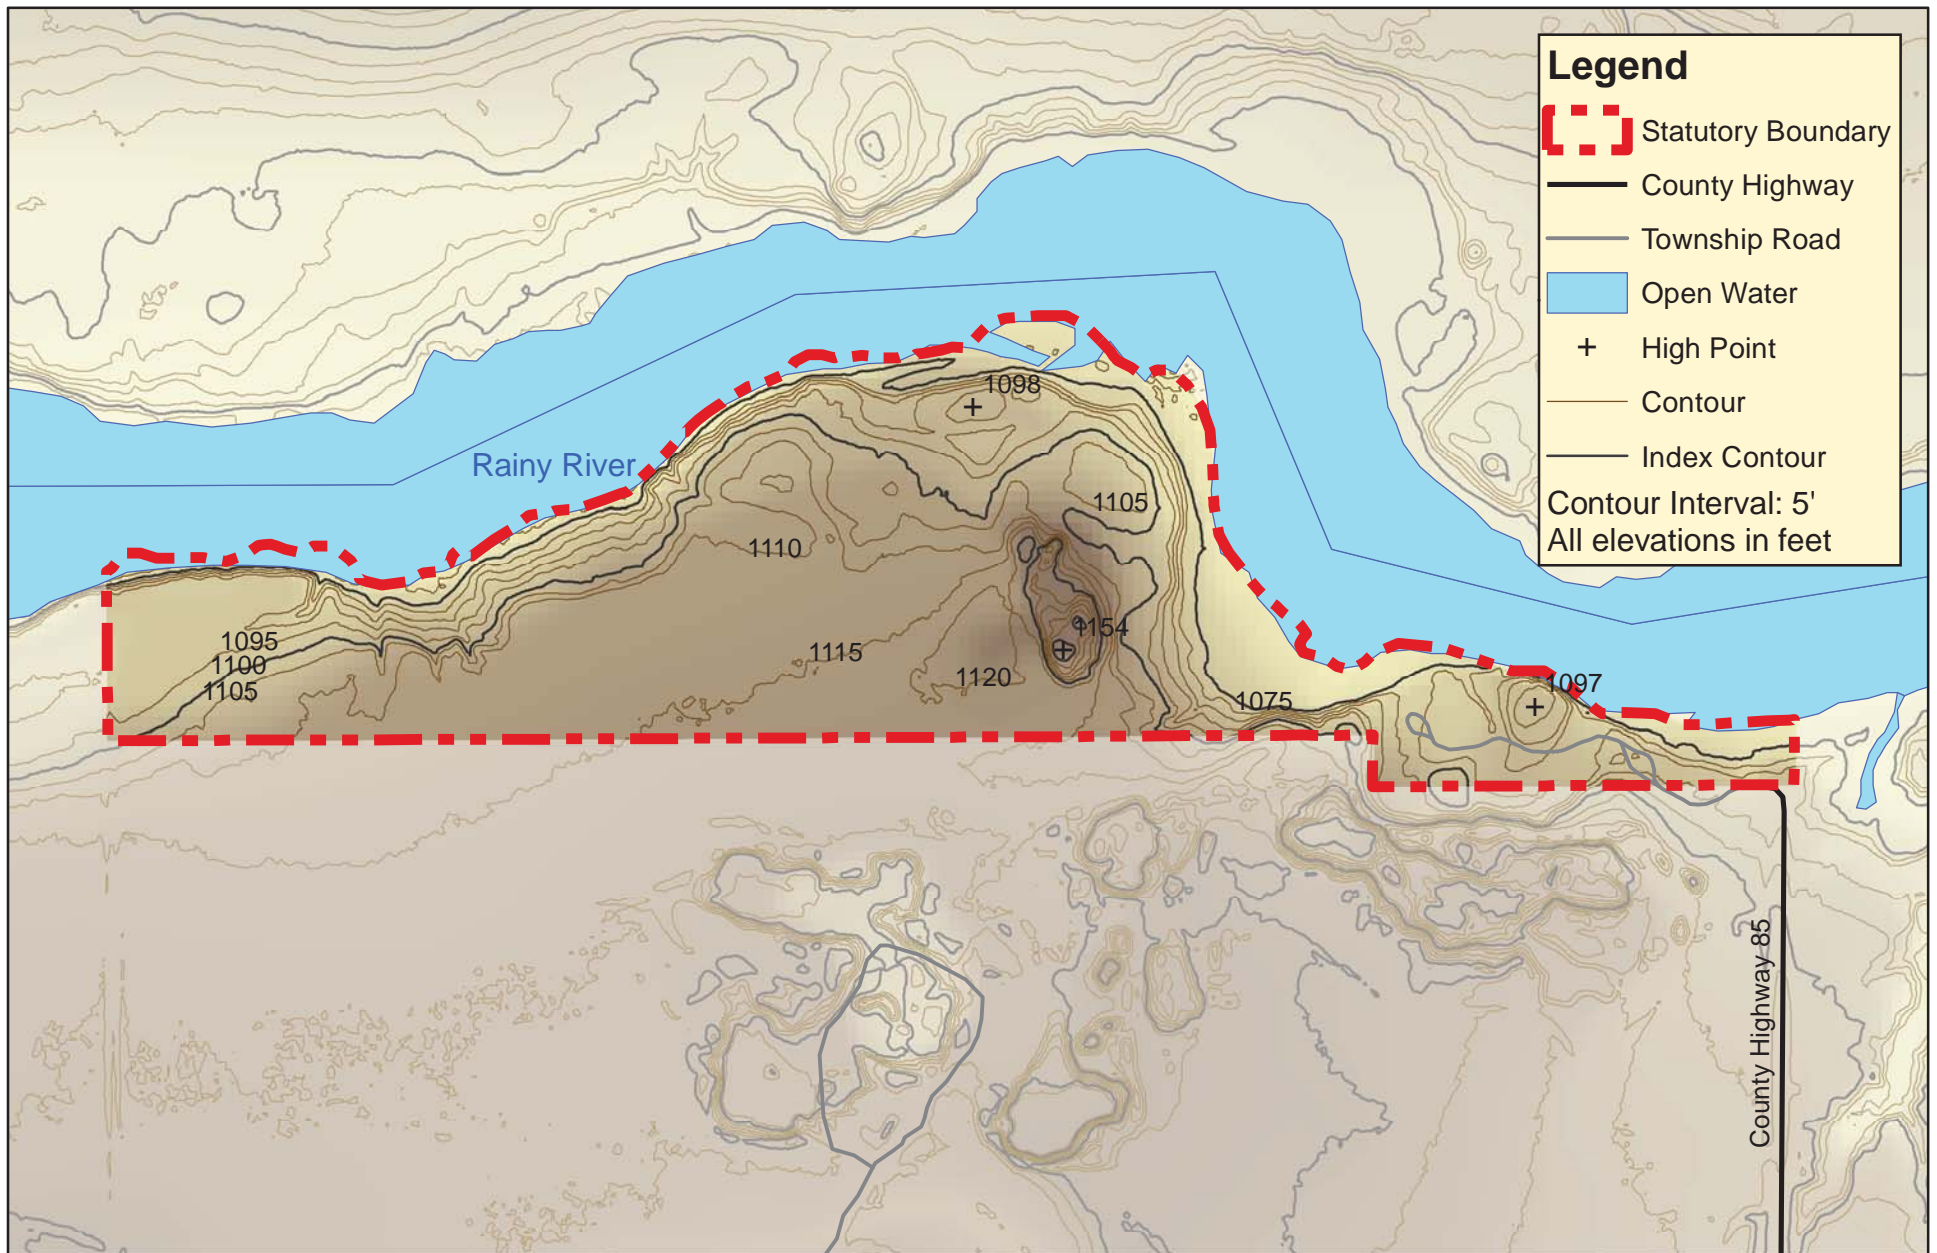 Legend
Statutory Boundary
County Highway
Township Road
Open Water
High Point
Contour
Index Contour
Contour Interval: 5'
All elevations in feet
1098
Rainy River
1105
1110
1095
1100
1105
1115
1120
1154
1075
1097
County Highway 85